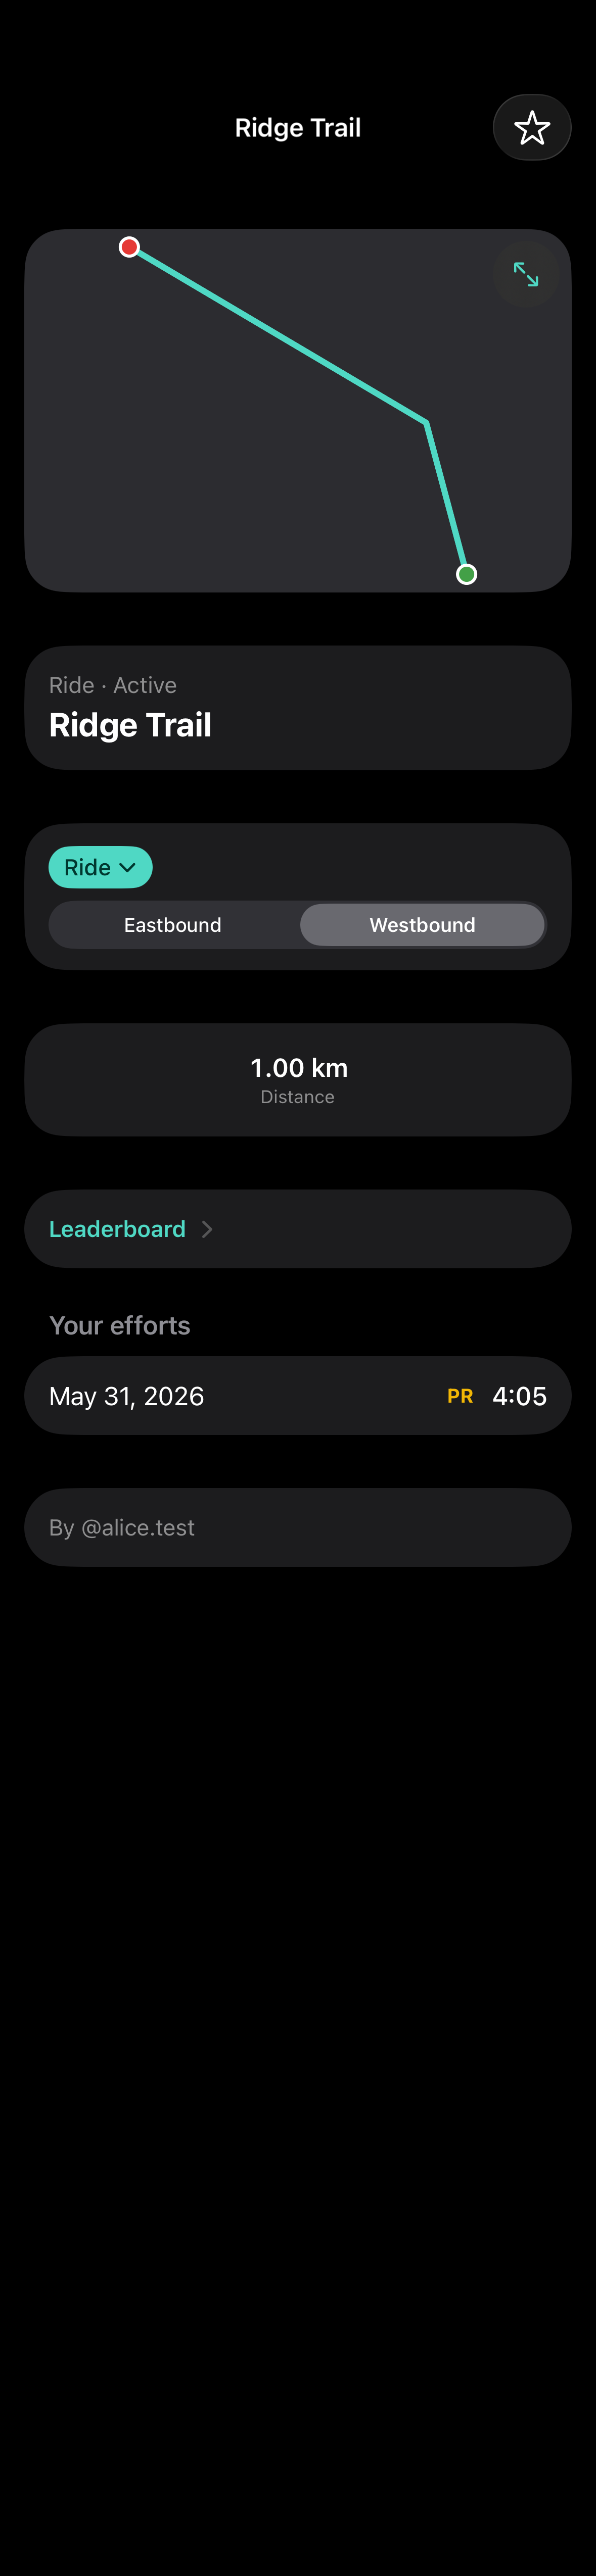 Ridge Trail
Ride · Active
Ridge Trail
Ride
Eastbound Westbound
1.00 km
Distance
Leaderboard
Your efforts
May 31, 2026 PR 4:05
By @alice.test